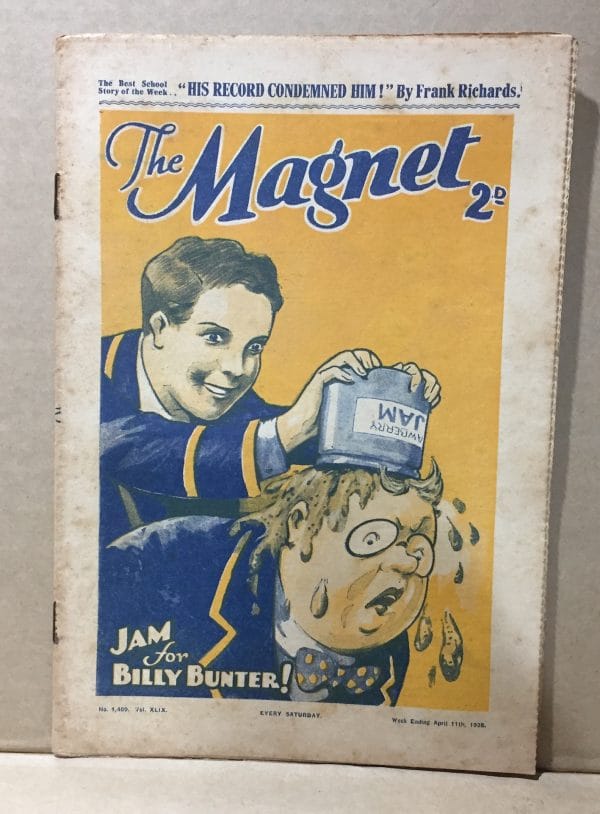 The Best School
Story of the Week.. "HIS RECORD CONDEMNED HIM!" By Frank Richards.
The Magnet 2D
AWBERRY
JAM
JAM
for
BILLY BUNTER!
No. 1,469. Vol. XLIX. EVERY SATURDAY. Week Ending April 11th, 1936.